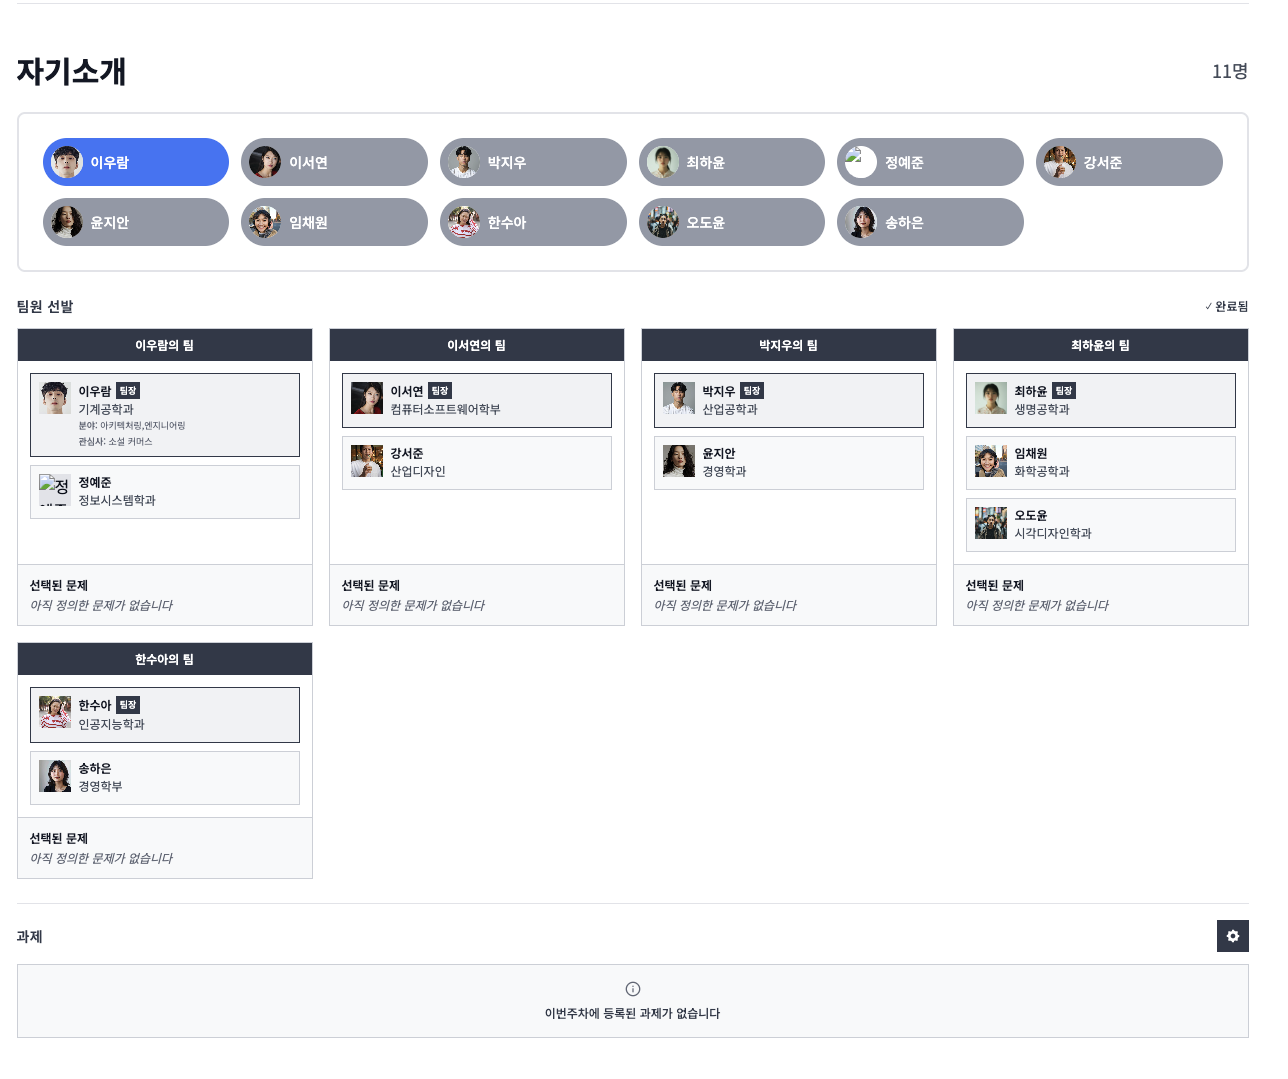 자기소개
11명
이우람
이서연
박지우
최하윤
정예준
강서준
윤지안
임채원
한수아
오도윤
송하은
팀원 선발
✓ 완료됨
이우람의 팀
이우람 팀장
기계공학과
분야: 아키텍처링,엔지니어링
관심사: 소셜 커머스
정예준
정보시스템학과
선택된 문제
아직 정의한 문제가 없습니다
이서연의 팀
이서연 팀장
컴퓨터소프트웨어학부
강서준
산업디자인
선택된 문제
아직 정의한 문제가 없습니다
박지우의 팀
박지우 팀장
산업공학과
윤지안
경영학과
선택된 문제
아직 정의한 문제가 없습니다
최하윤의 팀
최하윤 팀장
생명공학과
임채원
화학공학과
오도윤
시각디자인학과
선택된 문제
아직 정의한 문제가 없습니다
한수아의 팀
한수아 팀장
인공지능학과
송하은
경영학부
선택된 문제
아직 정의한 문제가 없습니다
과제
이번주차에 등록된 과제가 없습니다